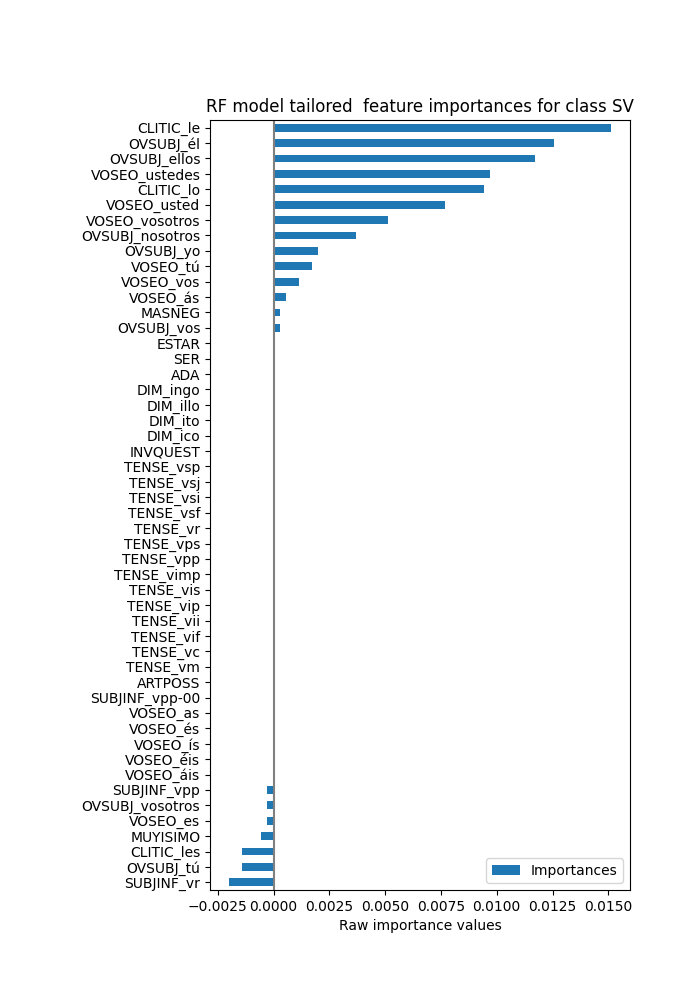 RF model tailored  feature importances for class SV
CLITIC_le
OVSUBJ_él
OVSUBJ_ellos
VOSEO_ustedes
CLITIC_lo
VOSEO_usted
VOSEO_vosotros
OVSUBJ_nosotros
OVSUBJ_yo
VOSEO_tú
VOSEO_vos
VOSEO_ás
MASNEG
OVSUBJ_vos
ESTAR
SER
ADA
DIM_ingo
DIM_illo
DIM_ito
DIM_ico
INVQUEST
TENSE_vsp
TENSE_vsj
TENSE_vsi
TENSE_vsf
TENSE_vr
TENSE_vps
TENSE_vpp
TENSE_vimp
TENSE_vis
TENSE_vip
TENSE_vii
TENSE_vif
TENSE_vc
TENSE_vm
ARTPOSS
SUBJINF_vpp-00
VOSEO_as
VOSEO_és
VOSEO_ís
VOSEO_éis
VOSEO_áis
SUBJINF_vpp
OVSUBJ_vosotros
VOSEO_es
MUYISIMO
CLITIC_les
OVSUBJ_tú
SUBJINF_vr
Importances
−0.0025 0.0000 0.0025 0.0050 0.0075 0.0100 0.0125 0.0150
Raw importance values